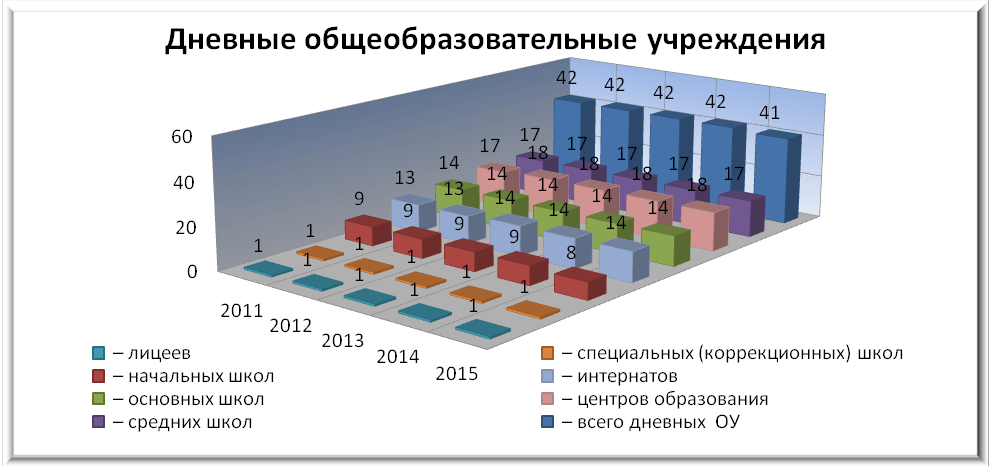 Дневные общеобразовательные учреждения
42 42 42 42 41
17 17 17 17 17
17 18 18 18 18
14 14 14 14 14
13 13 14 14 14
9 9 9 9 8
1 1 1 1 1
1 1 1 1 1
60
40
20
0
2011
2012
2013
2014
2015
– лицеев
– специальных (коррекционных) школ
– начальных школ
– интернатов
– основных школ
– центров образования
– средних школ
– всего дневных ОУ